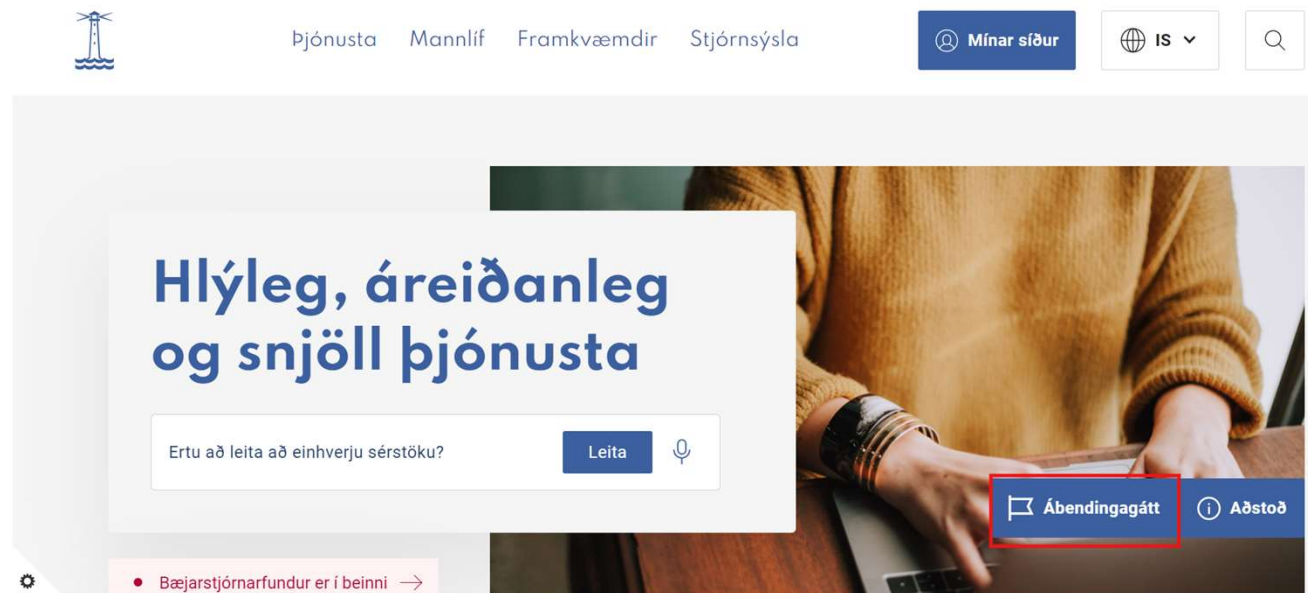 Þjónusta
Mannlíf
Framkvæmdir
Stjórnsýsla
Mínar síður
IS
Hlýleg, áreiðanleg
og snjöll þjónusta
Ertu að leita að einhverju sérstöku?
Leita
Ábendingagátt
Aðstoð
Bæjarstjórnarfundur er í beinni